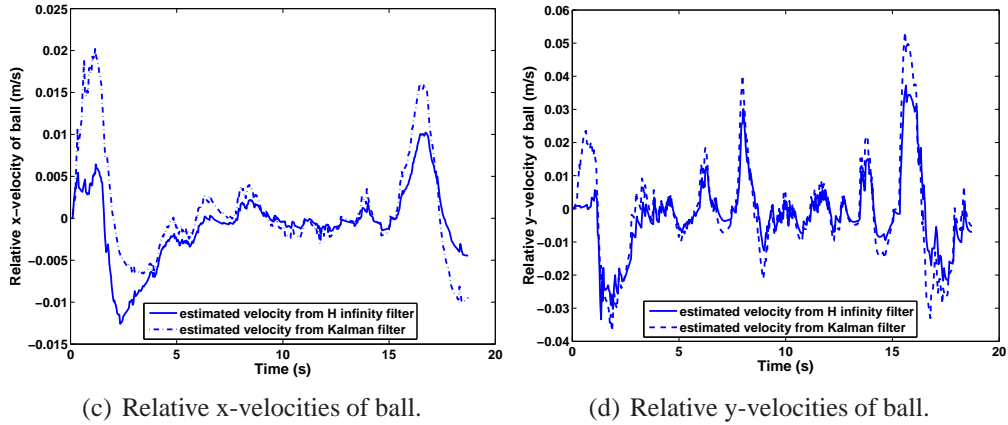 0.025
0.02
0.015
0.01
0.005
0
−0.005
−0.01
−0.015
Relative x−velocity of ball (m/s)
estimated velocity from H infinity filter
estimated velocity from Kalman filter
0 5 10 15 20
Time (s)
(c) Relative x-velocities of ball.
0.06
0.05
0.04
0.03
0.02
0.01
0
−0.01
−0.02
−0.03
−0.04
Relative y−velocity of ball (m/s)
estimated velocity from H infinity filter
estimated velocity from Kalman filter
0 5 10 15 20
Time (s)
(d) Relative y-velocities of ball.